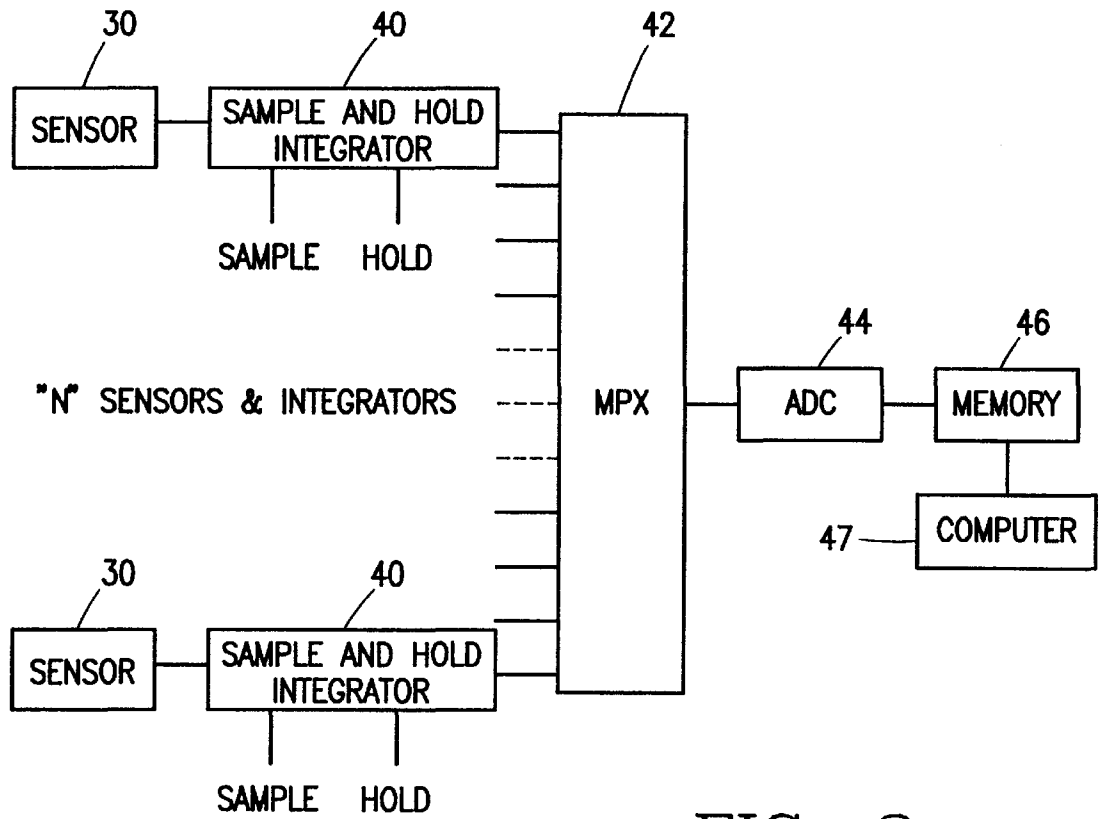 30
40
42
SENSOR
SAMPLE AND HOLD
INTEGRATOR
SAMPLE HOLD
44
46
"N" SENSORS & INTEGRATORS
MPX
ADC
MEMORY
47
COMPUTER
30
40
SENSOR
SAMPLE AND HOLD
INTEGRATOR
SAMPLE HOLD